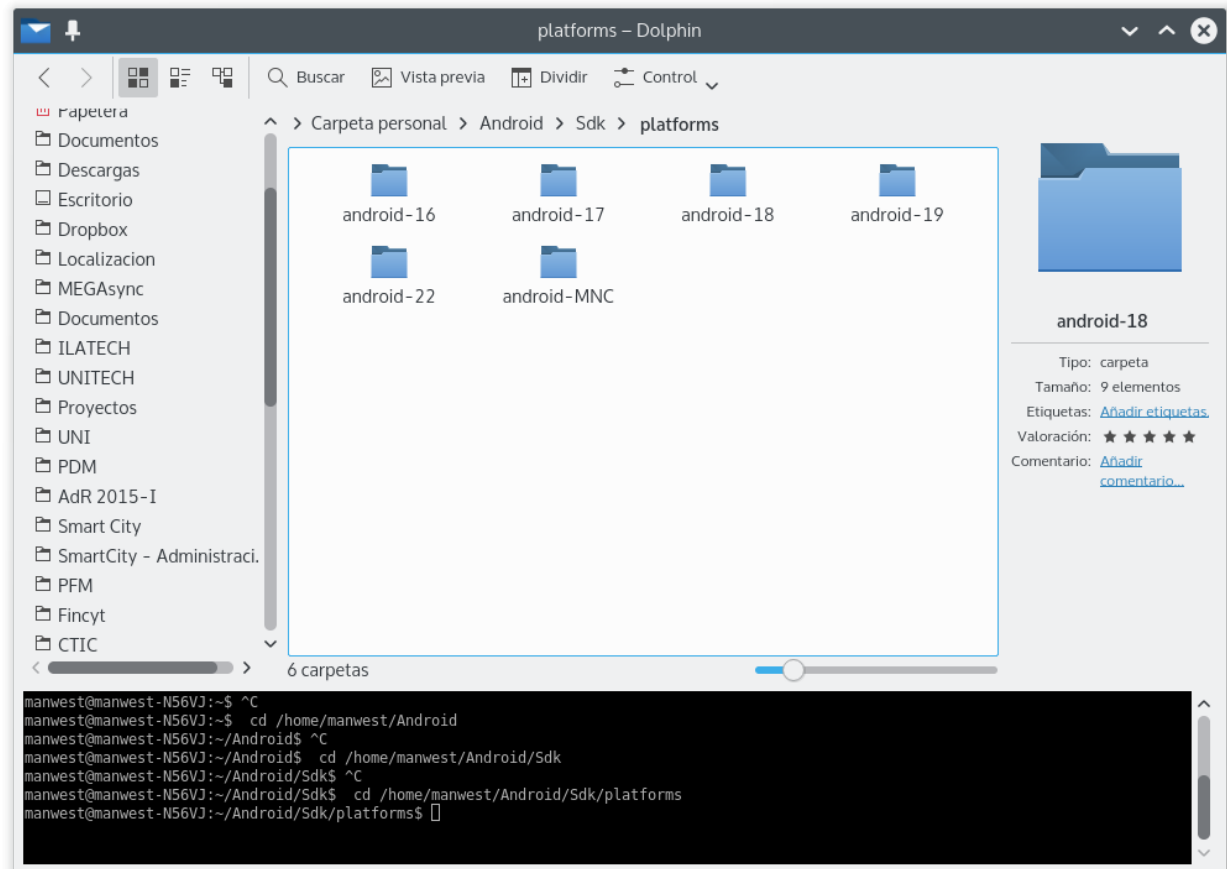 platforms – Dolphin
Buscar Vista previa Dividir Control
Papelera
Documentos
Descargas
Escritorio
Dropbox
Localizacion
MEGAsync
Documentos
ILATECH
UNITECH
Proyectos
UNI
PDM
AdR 2015-I
Smart City
SmartCity - Administraci.
PFM
Fincyt
CTIC
> Carpeta personal > Android > Sdk > platforms
android-16 android-17 android-18 android-19
android-22 android-MNC
6 carpetas
android-18
Tipo: carpeta
Tamaño: 9 elementos
Etiquetas: Añadir etiquetas.
Valoración: ★ ★ ★ ★ ★
Comentario: Añadir
comentario...
manwest@manwest-N56VJ:~$ ^C
manwest@manwest-N56VJ:~$  cd /home/manwest/Android
manwest@manwest-N56VJ:~/Android$ ^C
manwest@manwest-N56VJ:~/Android$  cd /home/manwest/Android/Sdk
manwest@manwest-N56VJ:~/Android/Sdk$ ^C
manwest@manwest-N56VJ:~/Android/Sdk$  cd /home/manwest/Android/Sdk/platforms
manwest@manwest-N56VJ:~/Android/Sdk/platforms$